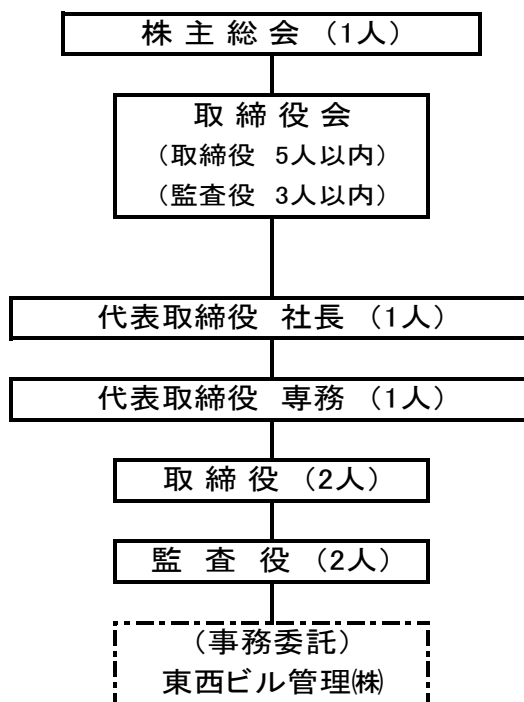 株 主 総 会 （1人）
取 締 役 会
（取締役 5人以内）
（監査役 3人以内）
代表取締役 社長 （1人）
代表取締役 専務 （1人）
取 締 役 （2人）
監 査 役 （2人）
（事務委託）
東西ビル管理㈱